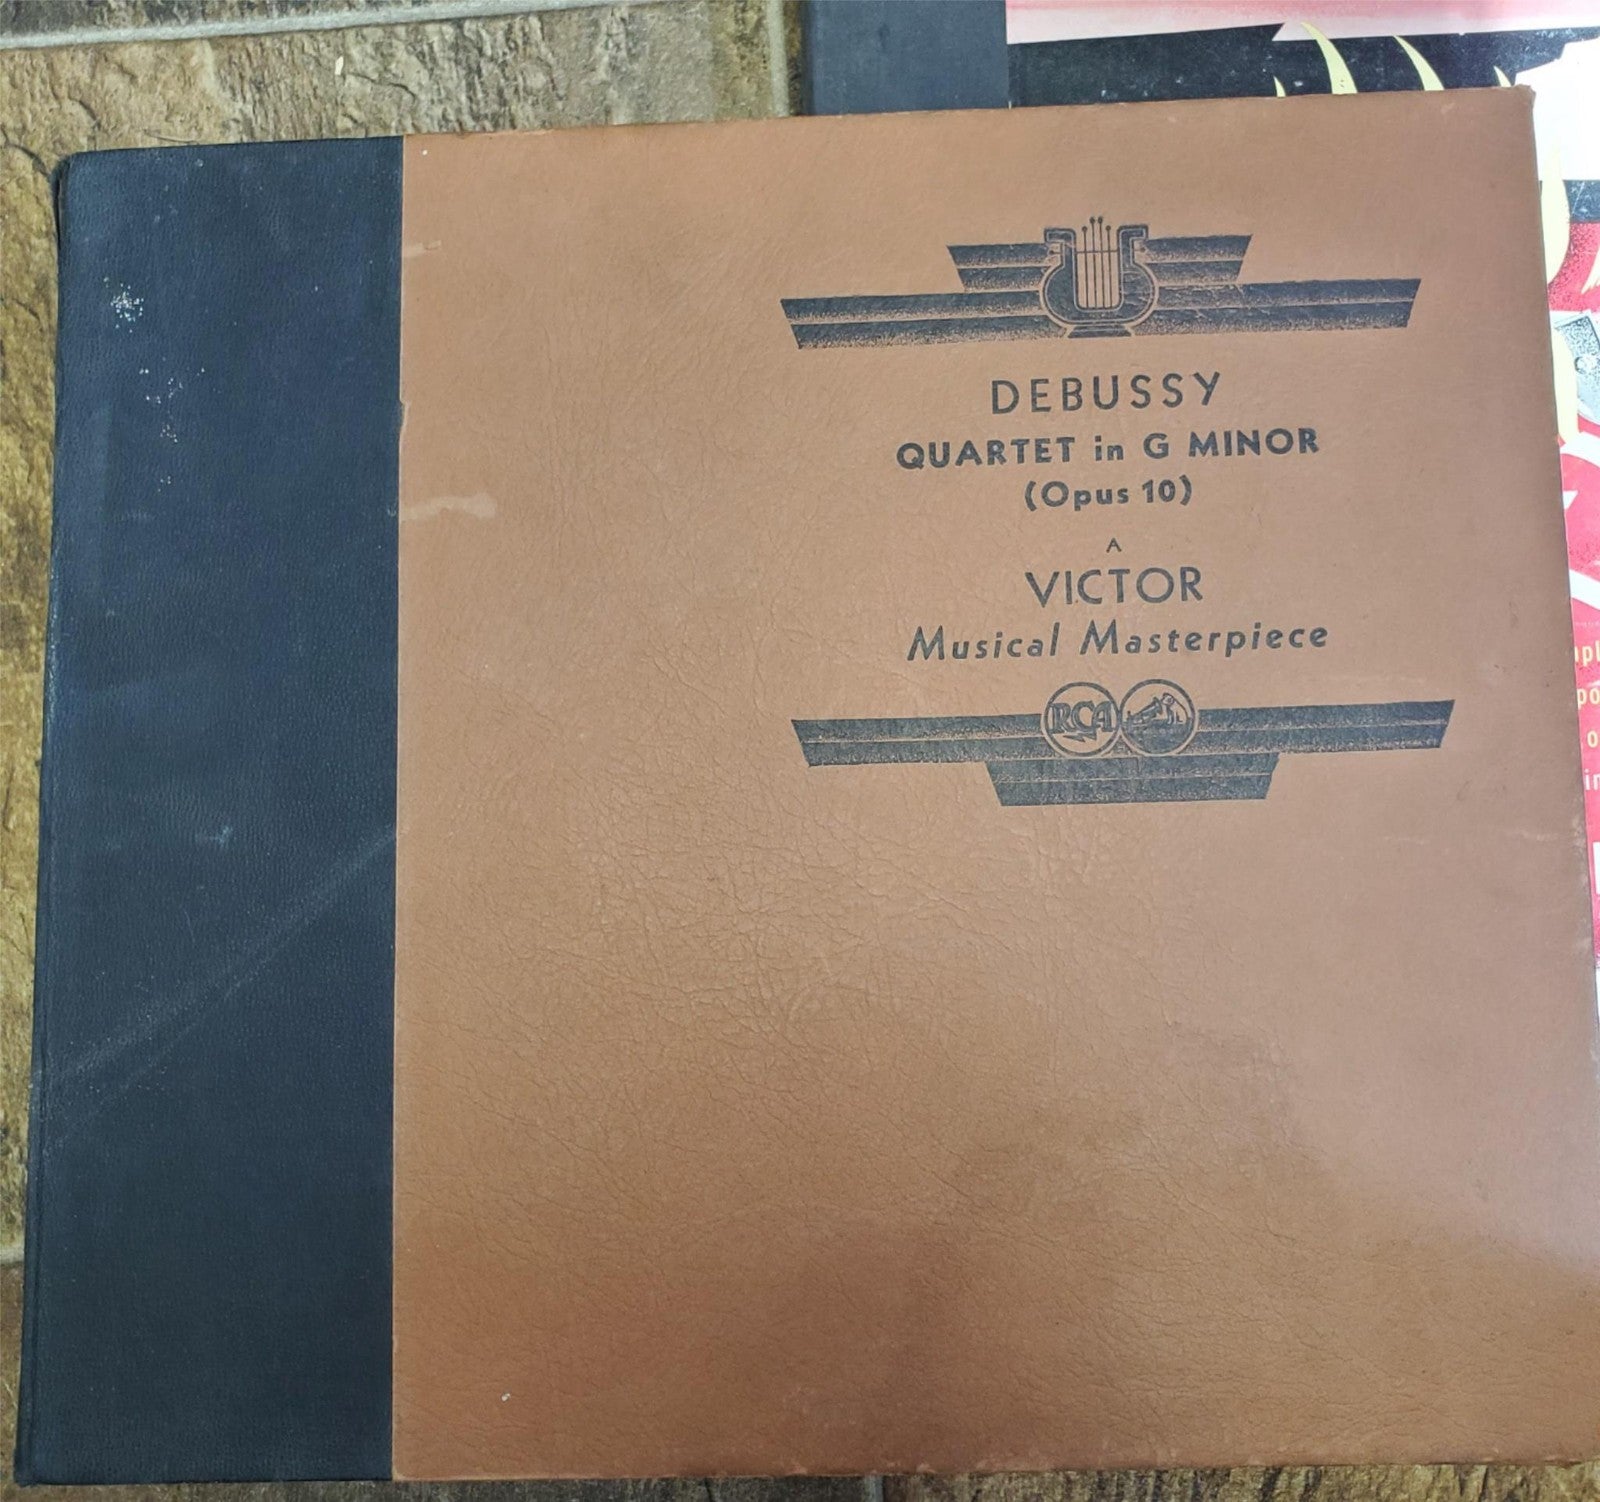 DEBUSSY
QUARTET in G MINOR
(Opus 10)
A
VICTOR
Musical Masterpiece
RCA